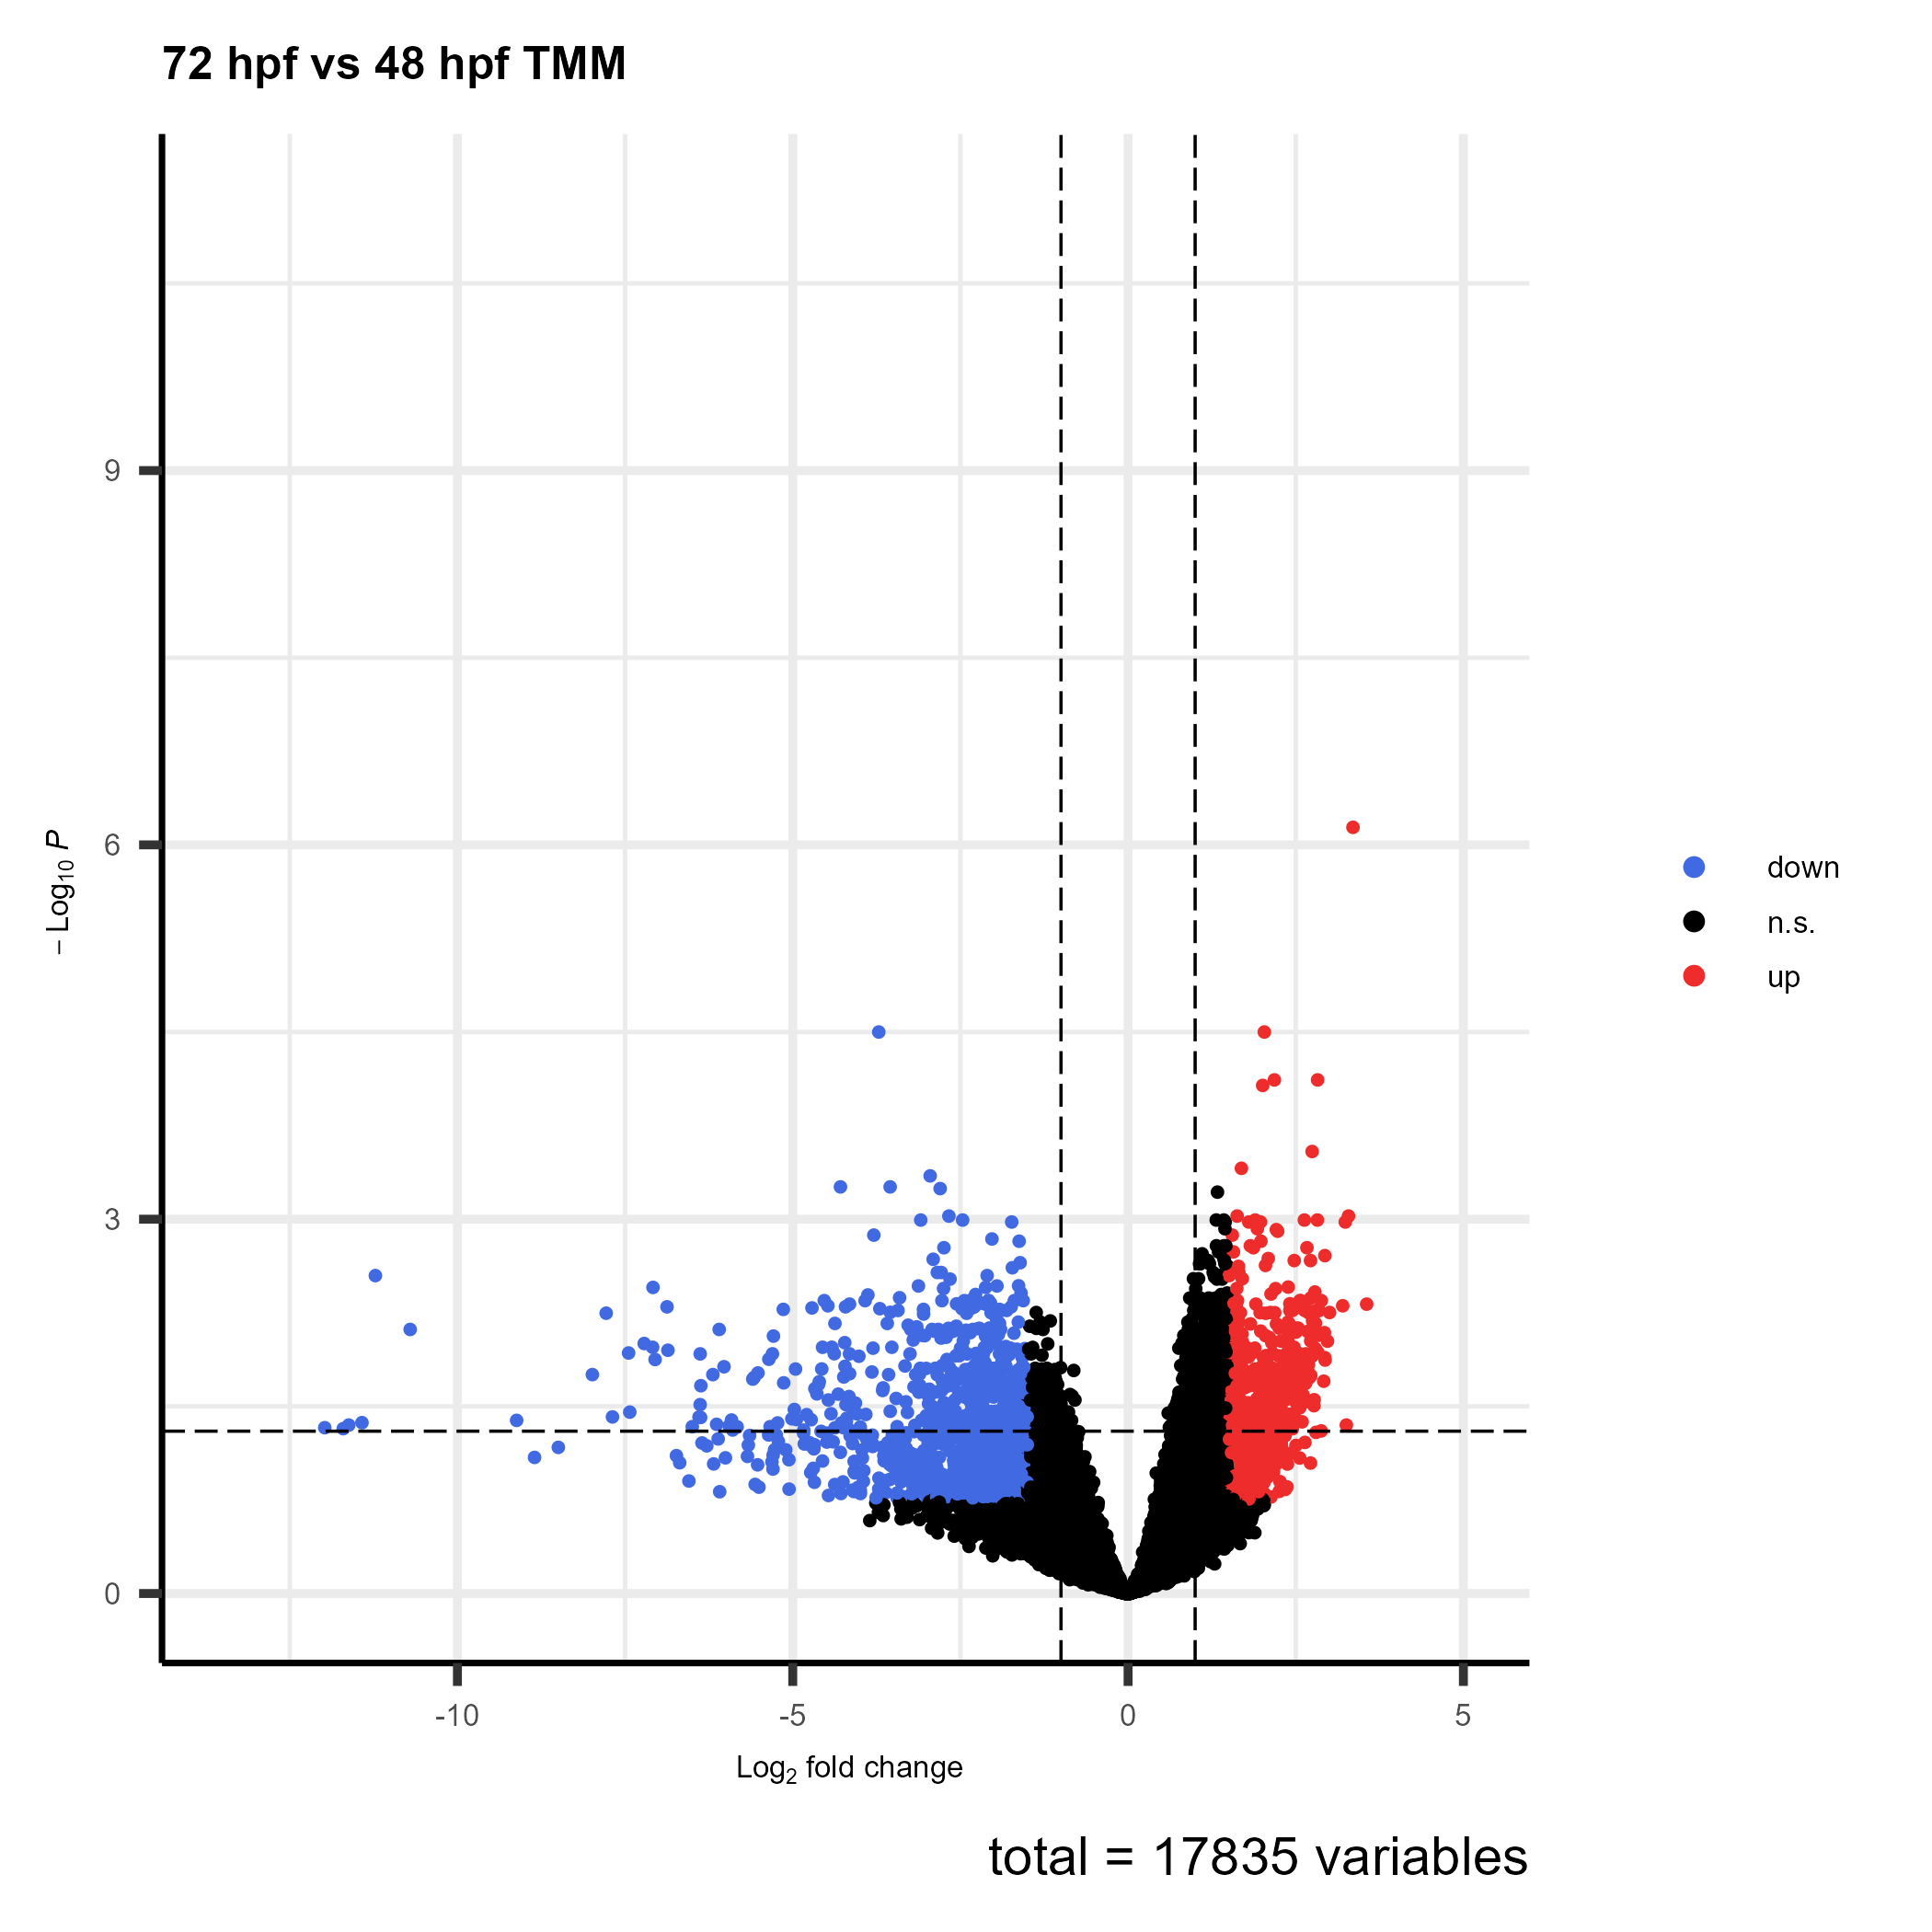 72 hpf vs 48 hpf TMM
9
6
3
0
− Log10 P
-10
-5
0
5
Log2 fold change
down
n.s.
up
total = 17835 variables